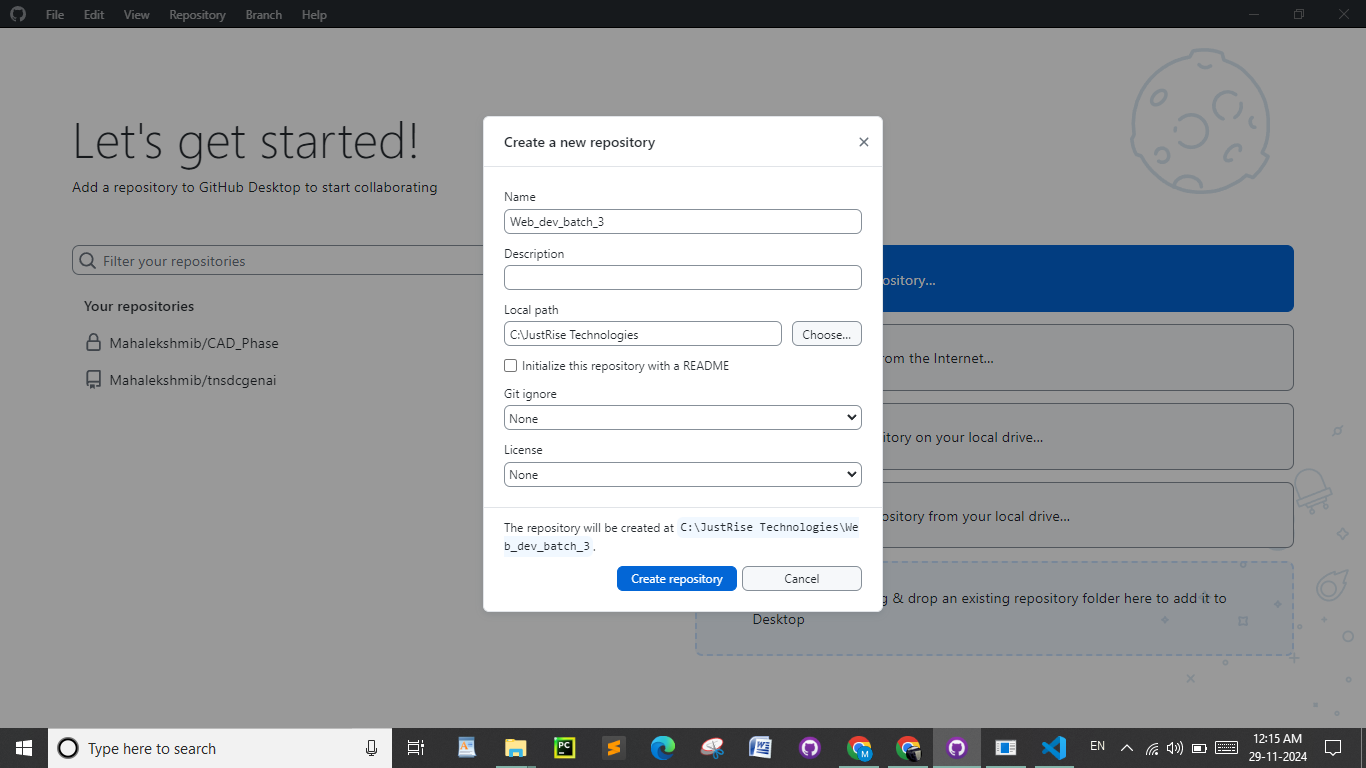 File Edit View Repository Branch Help
Let's get started!
Add a repository to GitHub Desktop to start collaborating
Filter your repositories
Your repositories
Mahalekshmib/CAD_Phase
Mahalekshmib/tnsdcgenai
Create a new repository
Name
Web_dev_batch_3
Description
Local path
C:\JustRise Technologies
Choose...
Initialize this repository with a README
Git ignore
None
License
None
The repository will be created at C:\JustRise Technologies\We
b_dev_batch_3.
Create repository Cancel
ository...
om the Internet...
itory on your local drive...
ository from your local drive...
& drop an existing repository folder here to add it to
Desktop
Type here to search
EN
12:15 AM
29-11-2024